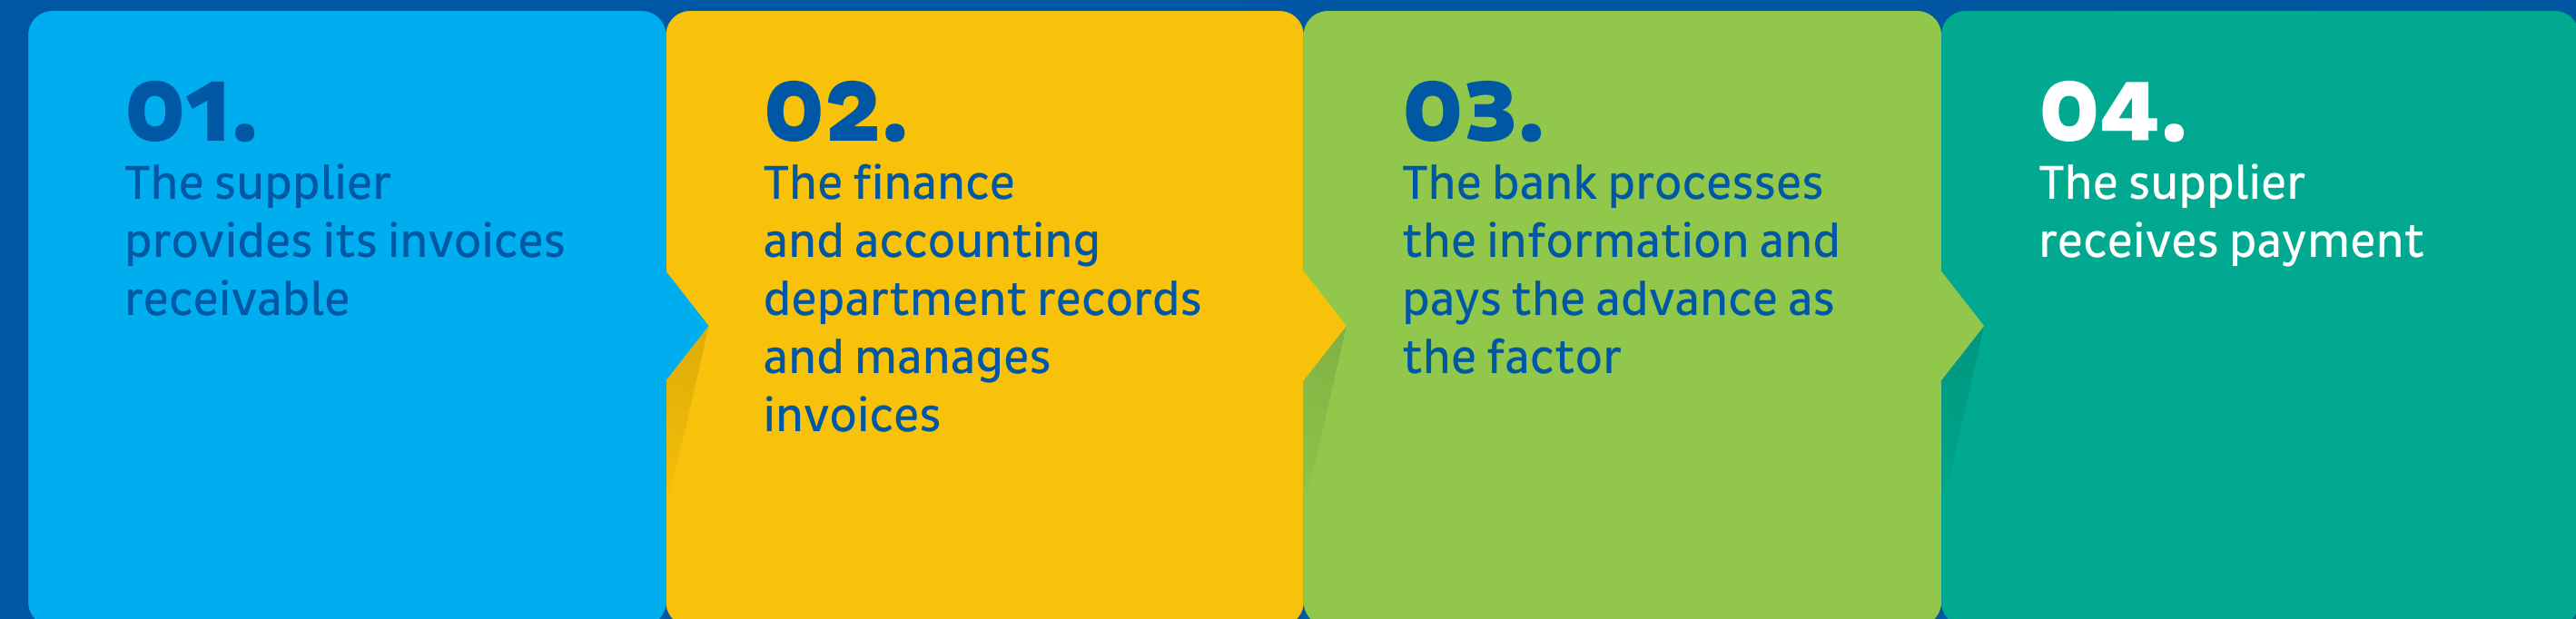 01.
The supplier
provides its invoices
receivable
02.
The finance
and accounting
department records
and manages
invoices
03.
The bank processes
the information and
pays the advance as
the factor
04.
The supplier
receives payment